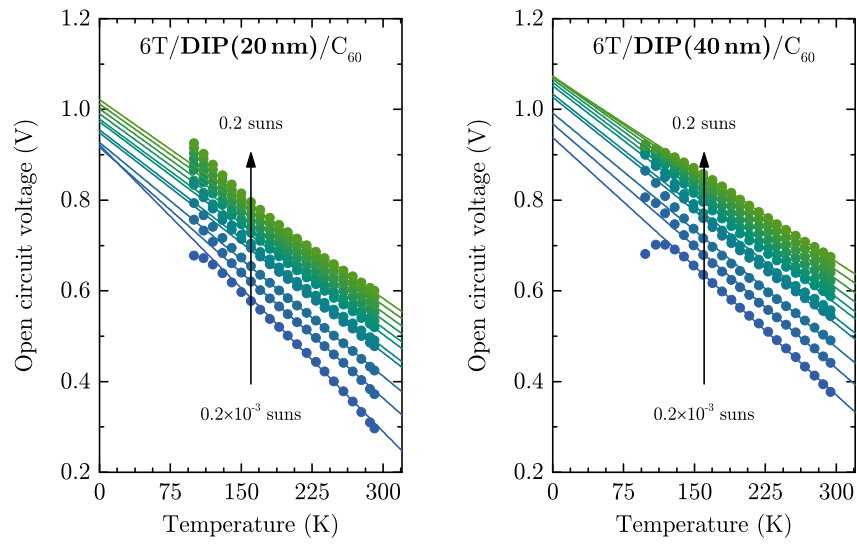 6T/DIP(20 nm)/C60
Open circuit voltage (V)
1.2
1.0
0.8
0.6
0.4
0.2
0.2 suns
0.2×10-3 suns
0
75
150
225
300
Temperature (K)
6T/DIP(40 nm)/C60
Open circuit voltage (V)
1.2
1.0
0.8
0.6
0.4
0.2
0.2 suns
0.2×10-3 suns
0
75
150
225
300
Temperature (K)